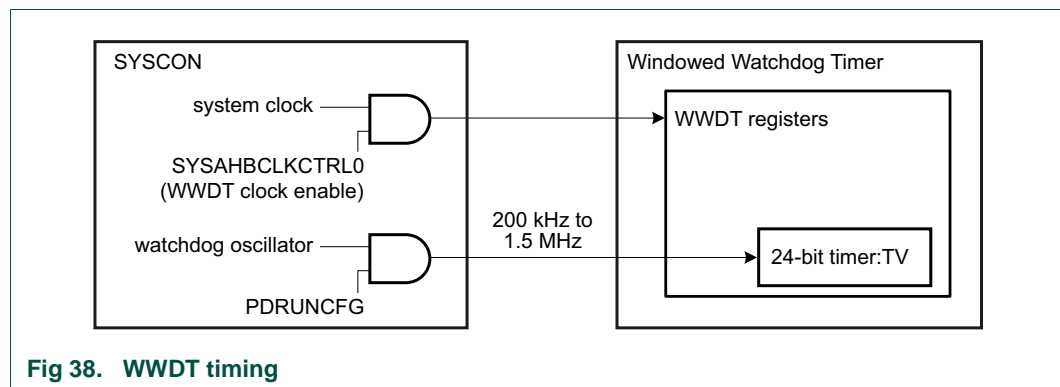 SYSCON
system clock
SYSAHBCLKCTRL0
(WWDT clock enable)
watchdog oscillator
PDRUNCFG
200 kHz to
1.5 MHz
Windowed Watchdog Timer
WWDT registers
24-bit timer:TV
Fig 38. WWDT timing